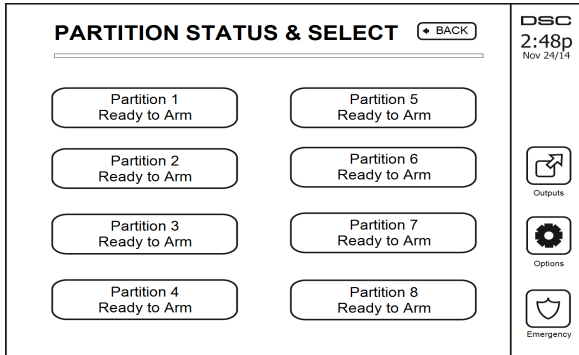 PARTITION STATUS & SELECT
BACK
Partition 1
Ready to Arm
Partition 2
Ready to Arm
Partition 3
Ready to Arm
Partition 4
Ready to Arm
Partition 5
Ready to Arm
Partition 6
Ready to Arm
Partition 7
Ready to Arm
Partition 8
Ready to Arm
DSC
2:48p
Nov 24/14
Outputs
Options
Emergency